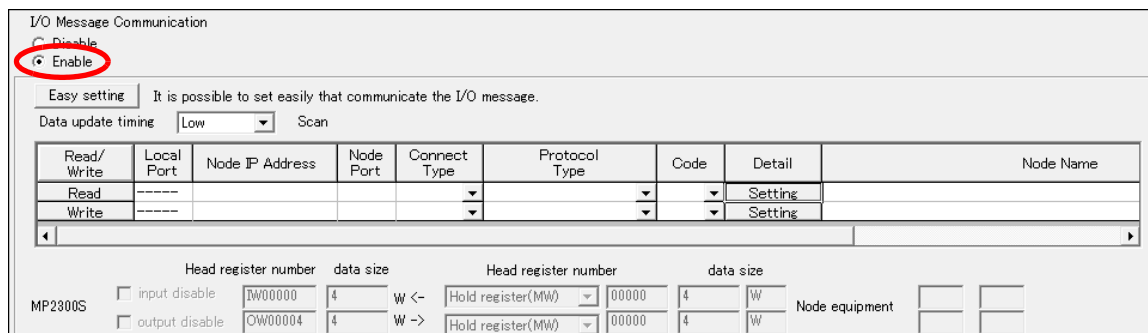 I/O Message Communication
Disable
Enable
Easy setting It is possible to set easily that communicate the I/O message.
Data update timing Low Scan
Read/ Write Local Port Node IP Address Node Port Connect Type Protocol Type Code Detail Node Name
Read ----- Setting
Write ----- Setting
Head register number data size Head register number data size
MP2300S input disable IW00000 4 W <- Hold register(MW) 00000 4 W Node equipment
output disable OW00004 4 W -> Hold register(MW) 00000 4 W